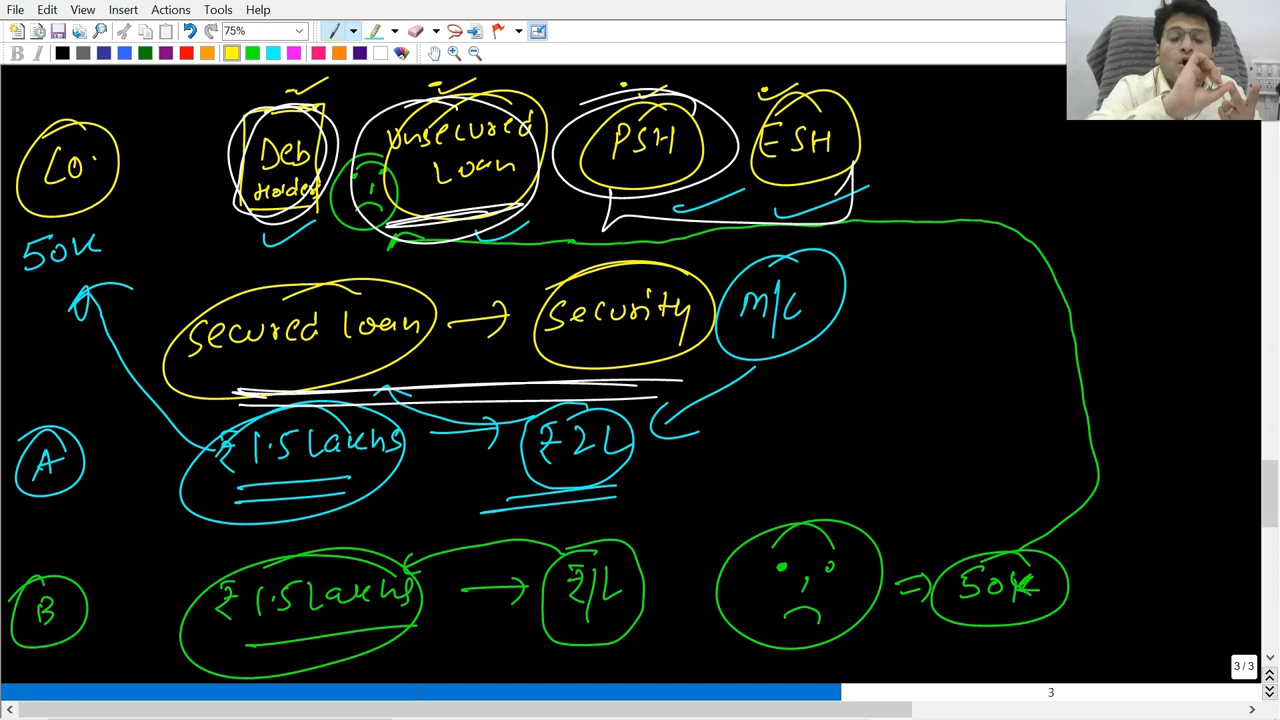 File Edit View Insert Actions Tools Help
75%
B I
Co.
Deb
Holder
Unsecured
Loan
PSH
ESH
50K
secured loan → security
M/C
A
₹1.5 Lakhs → ₹2L
B
₹1.5 Lakhs → ₹1L
⇒ 50K
3 / 3
3